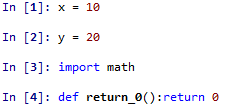 In [1]: x = 10
In [2]: y = 20
In [3]: import math
In [4]: def return_0():return 0